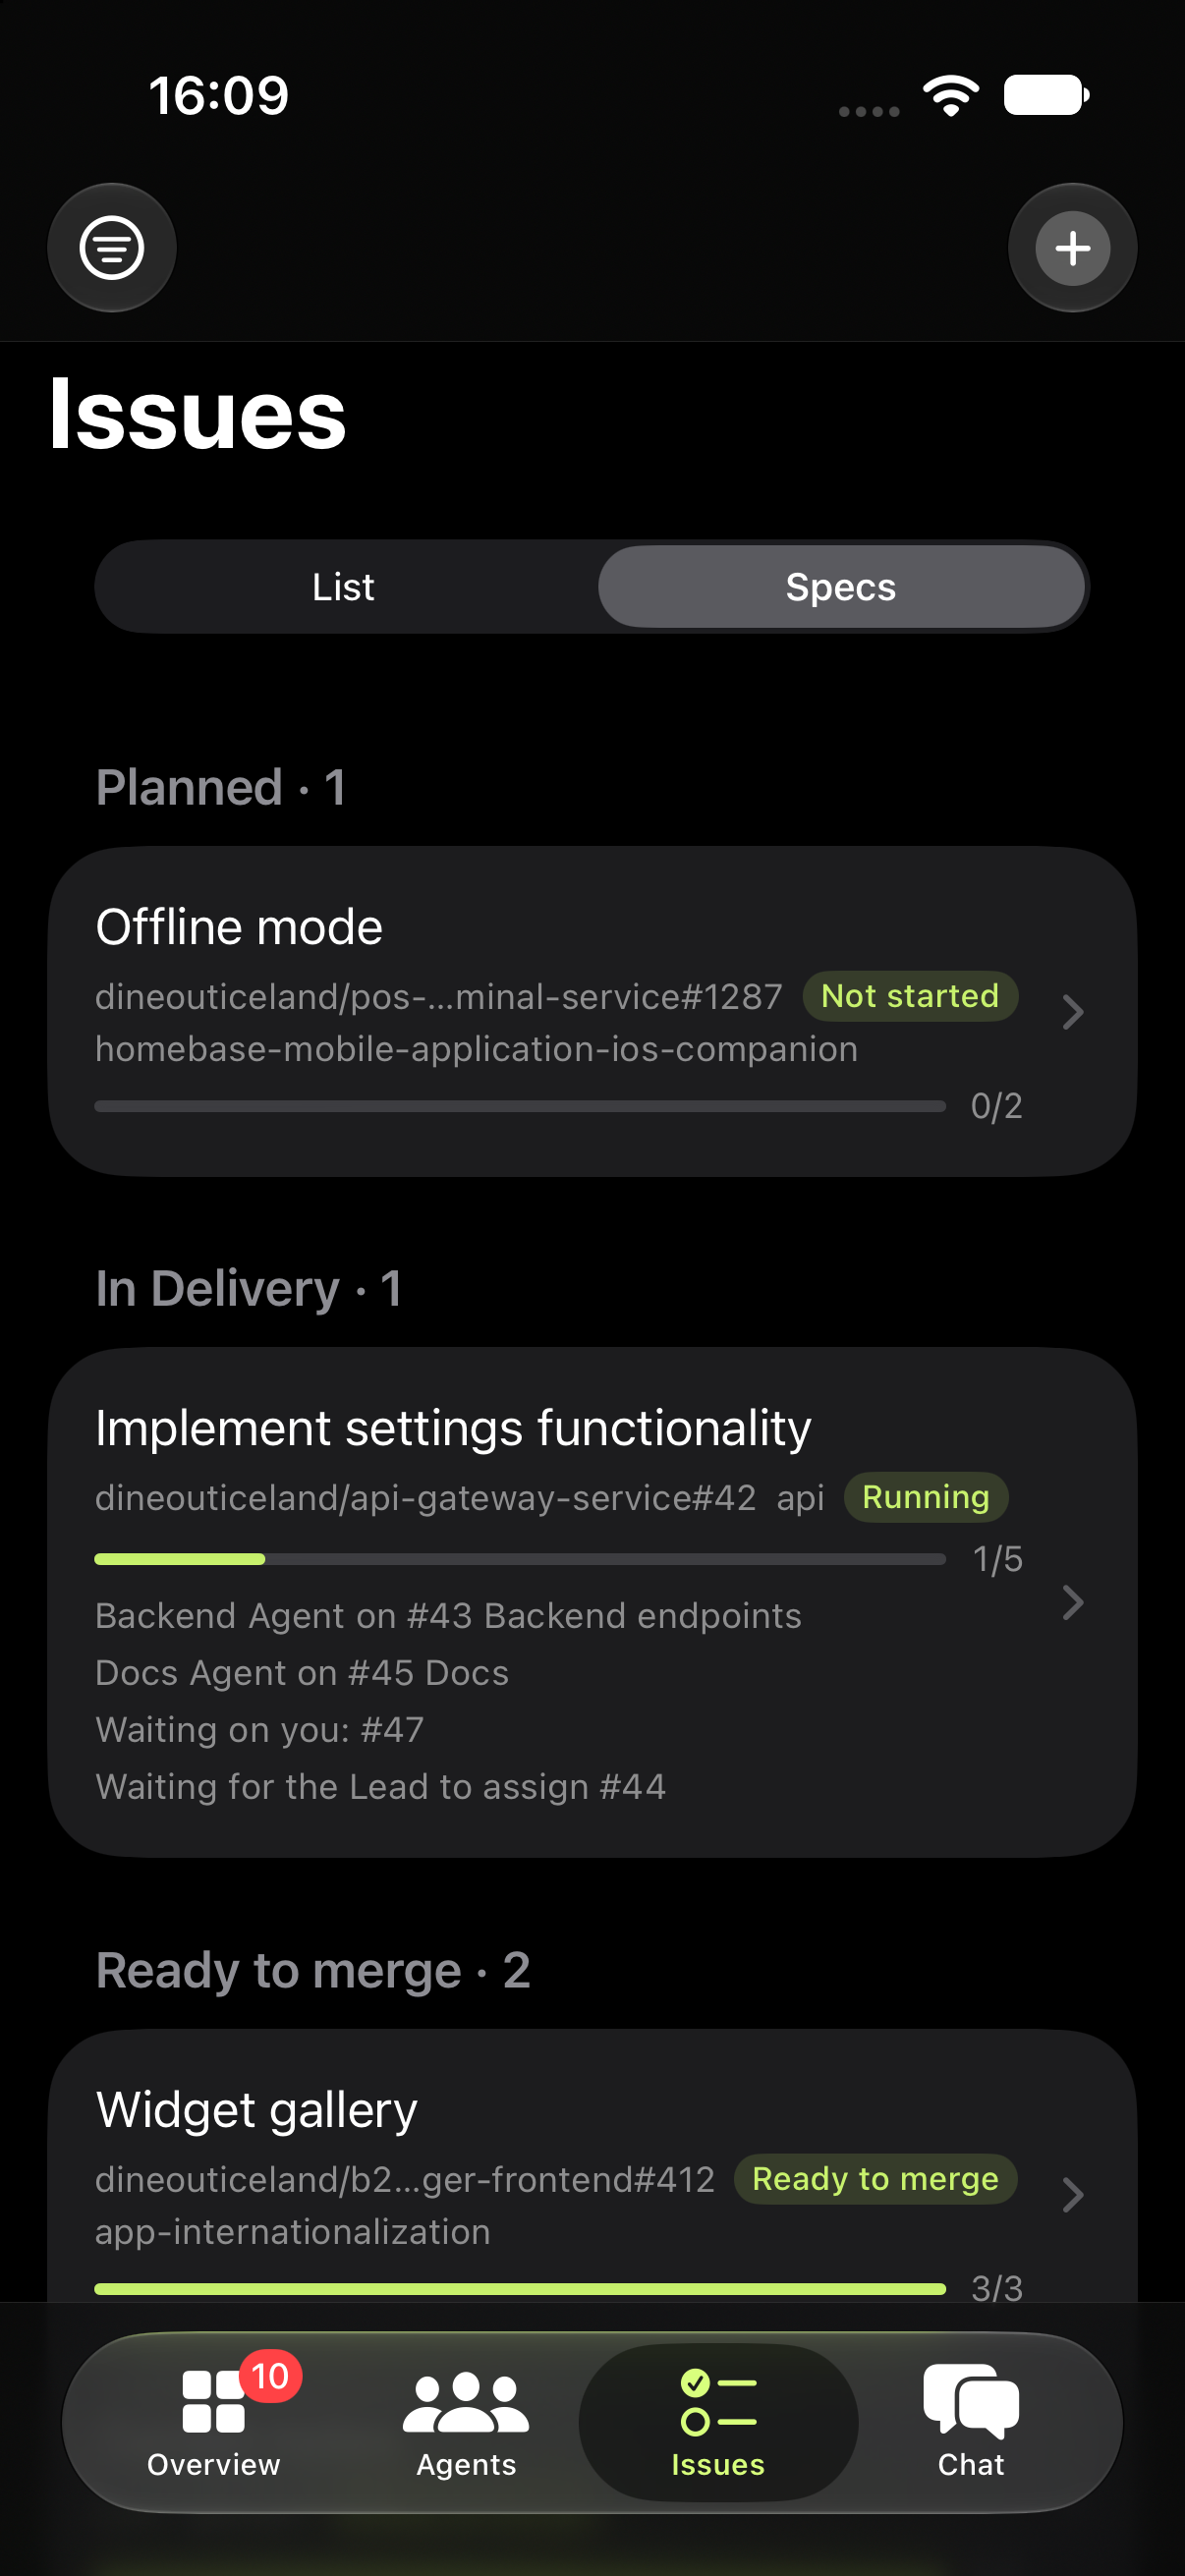 16:09
Issues
List
Specs
Planned · 1
Offline mode
dineouticeland/pos-...minal-service#1287 Not started
homebase-mobile-application-ios-companion
0/2
In Delivery · 1
Implement settings functionality
dineouticeland/api-gateway-service#42 api Running
1/5
Backend Agent on #43 Backend endpoints
Docs Agent on #45 Docs
Waiting on you: #47
Waiting for the Lead to assign #44
Ready to merge · 2
Widget gallery
dineouticeland/b2...ger-frontend#412 Ready to merge
app-internationalization
3/3
10
Overview
Agents
Issues
Chat